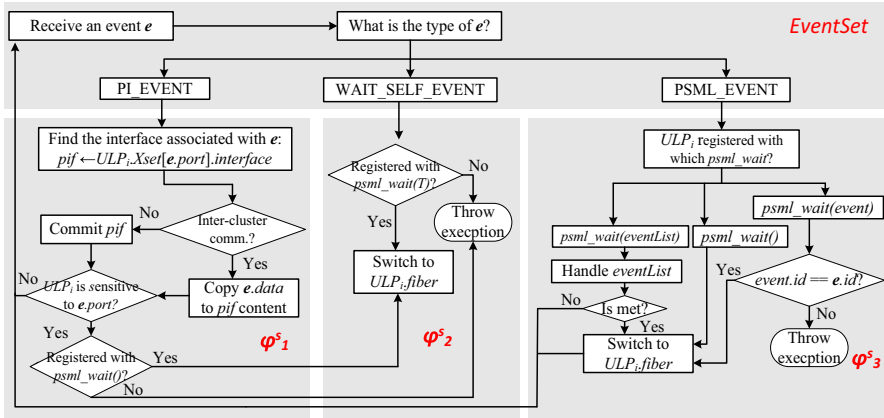 Receive an event e
What is the type of e?
EventSet
PI_EVENT
WAIT_SELF_EVENT
PSML_EVENT
Find the interface associated with e:
pif ←ULPi.Xset[e.port].interface
Inter-cluster
comm.?
No
Yes
Commit pif
Copy e.data
to pif content
ULPi is sensitive
to e.port?
No
Yes
Registered with
psml_wait()?
Yes
No
φs1
Registered with
psml_wait(T)?
No
Yes
Throw
execption
Switch to
ULPi.fiber
φs2
ULPi registered with
which psml_wait?
psml_wait(eventList)
psml_wait()
psml_wait(event)
Handle eventList
Is met?
No
Yes
Switch to
ULPi.fiber
event.id == e.id?
Yes
No
Throw
execption
φs3